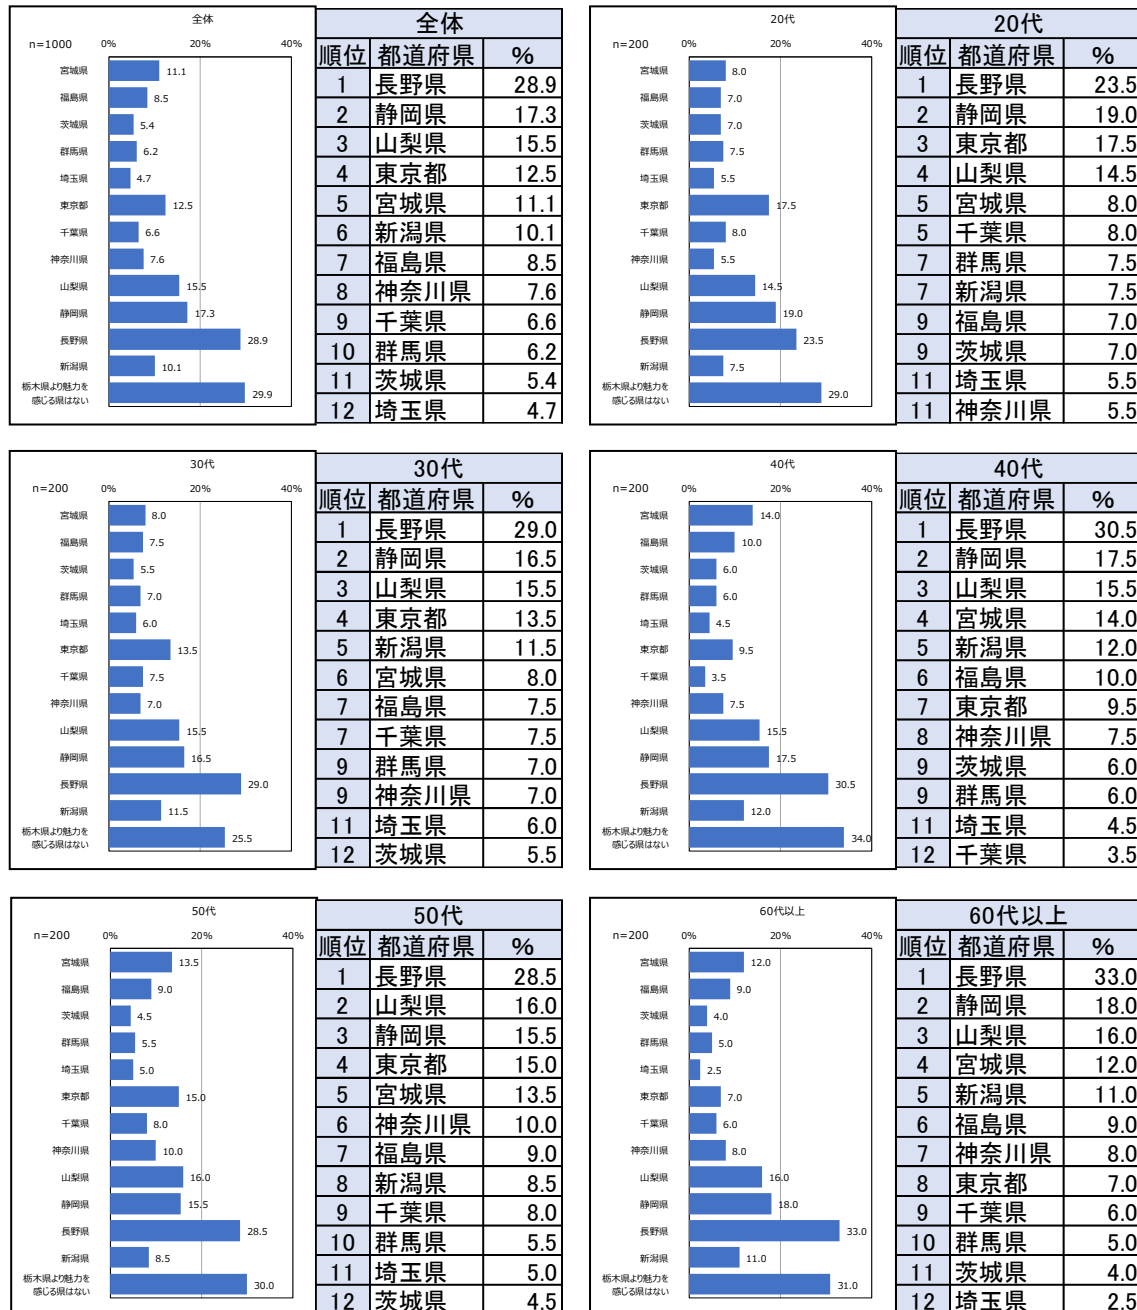 全体
n=1000 0% 20% 40%
宮城県 11.1
福島県 8.5
茨城県 5.4
群馬県 6.2
埼玉県 4.7
東京都 12.5
千葉県 6.6
神奈川県 7.6
山梨県 15.5
静岡県 17.3
長野県 28.9
新潟県 10.1
栃木県より魅力を
感じる県はない 29.9
全体
順位 都道府県 %
1 長野県 28.9
2 静岡県 17.3
3 山梨県 15.5
4 東京都 12.5
5 宮城県 11.1
6 新潟県 10.1
7 福島県 8.5
8 神奈川県 7.6
9 千葉県 6.6
10 群馬県 6.2
11 茨城県 5.4
12 埼玉県 4.7
20代
n=200 0% 20% 40%
宮城県 8.0
福島県 7.0
茨城県 7.0
群馬県 7.5
埼玉県 5.5
東京都 17.5
千葉県 8.0
神奈川県 5.5
山梨県 14.5
静岡県 19.0
長野県 23.5
新潟県 7.5
栃木県より魅力を
感じる県はない 29.0
20代
順位 都道府県 %
1 長野県 23.5
2 静岡県 19.0
3 東京都 17.5
4 山梨県 14.5
5 宮城県 8.0
5 千葉県 8.0
7 群馬県 7.5
7 新潟県 7.5
9 福島県 7.0
9 茨城県 7.0
11 埼玉県 5.5
11 神奈川県 5.5
30代
n=200 0% 20% 40%
宮城県 8.0
福島県 7.5
茨城県 5.5
群馬県 7.0
埼玉県 6.0
東京都 13.5
千葉県 7.5
神奈川県 7.0
山梨県 15.5
静岡県 16.5
長野県 29.0
新潟県 11.5
栃木県より魅力を
感じる県はない 25.5
30代
順位 都道府県 %
1 長野県 29.0
2 静岡県 16.5
3 山梨県 15.5
4 東京都 13.5
5 新潟県 11.5
6 宮城県 8.0
7 福島県 7.5
7 千葉県 7.5
9 群馬県 7.0
9 神奈川県 7.0
11 埼玉県 6.0
12 茨城県 5.5
40代
n=200 0% 20% 40%
宮城県 14.0
福島県 10.0
茨城県 6.0
群馬県 6.0
埼玉県 4.5
東京都 9.5
千葉県 3.5
神奈川県 7.5
山梨県 15.5
静岡県 17.5
長野県 30.5
新潟県 12.0
栃木県より魅力を
感じる県はない 34.0
40代
順位 都道府県 %
1 長野県 30.5
2 静岡県 17.5
3 山梨県 15.5
4 宮城県 14.0
5 新潟県 12.0
6 福島県 10.0
7 東京都 9.5
8 神奈川県 7.5
9 茨城県 6.0
9 群馬県 6.0
11 埼玉県 4.5
12 千葉県 3.5
50代
n=200 0% 20% 40%
宮城県 13.5
福島県 9.0
茨城県 4.5
群馬県 5.5
埼玉県 5.0
東京都 15.0
千葉県 8.0
神奈川県 10.0
山梨県 16.0
静岡県 15.5
長野県 28.5
新潟県 8.5
栃木県より魅力を
感じる県はない 30.0
50代
順位 都道府県 %
1 長野県 28.5
2 山梨県 16.0
3 静岡県 15.5
4 東京都 15.0
5 宮城県 13.5
6 神奈川県 10.0
7 福島県 9.0
8 新潟県 8.5
9 千葉県 8.0
10 群馬県 5.5
11 埼玉県 5.0
12 茨城県 4.5
60代以上
n=200 0% 20% 40%
宮城県 12.0
福島県 9.0
茨城県 4.0
群馬県 5.0
埼玉県 2.5
東京都 7.0
千葉県 6.0
神奈川県 8.0
山梨県 16.0
静岡県 18.0
長野県 33.0
新潟県 11.0
栃木県より魅力を
感じる県はない 31.0
60代以上
順位 都道府県 %
1 長野県 33.0
2 静岡県 18.0
3 山梨県 16.0
4 宮城県 12.0
5 新潟県 11.0
6 福島県 9.0
7 神奈川県 8.0
8 東京都 7.0
9 千葉県 6.0
10 群馬県 5.0
11 茨城県 4.0
12 埼玉県 2.5